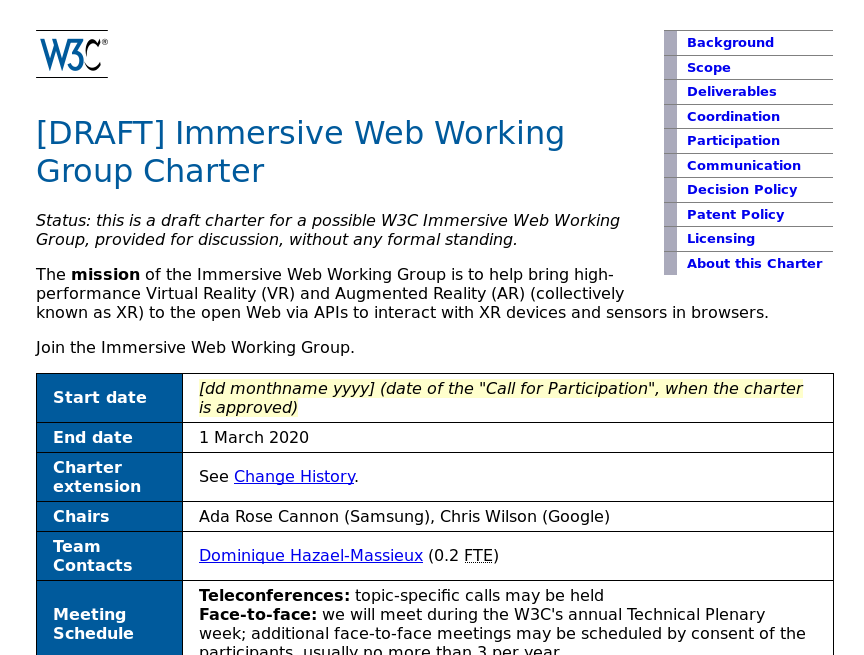 W3C®
Background
Scope
Deliverables
Coordination
Participation
Communication
Decision Policy
Patent Policy
Licensing
About this Charter
[DRAFT] Immersive Web Working
Group Charter
Status: this is a draft charter for a possible W3C Immersive Web Working
Group, provided for discussion, without any formal standing.
The mission of the Immersive Web Working Group is to help bring high-
performance Virtual Reality (VR) and Augmented Reality (AR) (collectively
known as XR) to the open Web via APIs to interact with XR devices and sensors in browsers.
Join the Immersive Web Working Group.
Start date
[dd monthname yyyy] (date of the "Call for Participation", when the charter
is approved)
End date
1 March 2020
Charter
extension
See Change History.
Chairs
Ada Rose Cannon (Samsung), Chris Wilson (Google)
Team
Contacts
Dominique Hazael-Massieux (0.2 FTE)
Meeting
Schedule
Teleconferences: topic-specific calls may be held
Face-to-face: we will meet during the W3C's annual Technical Plenary
week; additional face-to-face meetings may be scheduled by consent of the
participants, usually no more than 3 per year.